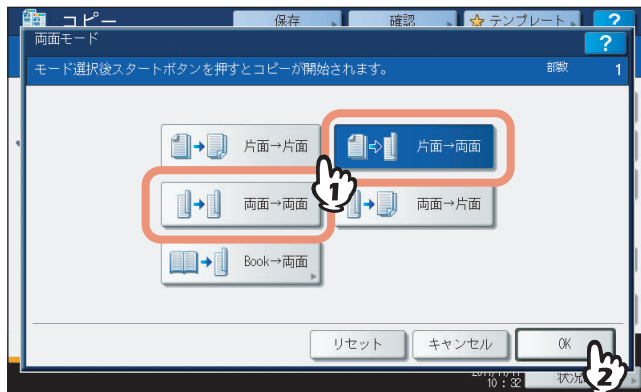 コピー 保存 確認 テンプレート ?
両面モード ?
モード選択後スタートボタンを押すとコピーが開始されます。 部数 1
片面→片面 片面→両面
1
両面→両面 両面→片面
Book→両面
リセット キャンセル OK
2
10:32 状況